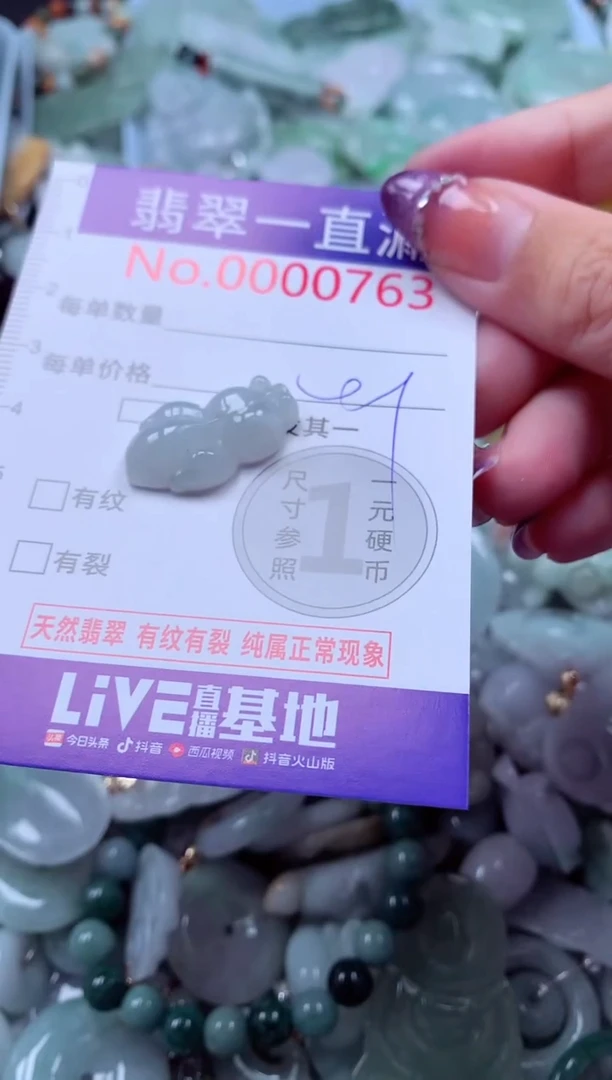 翡翠一直
No.0000763
每单数量
每单价格
其一
有纹
尺寸参照
1
一元硬币
有裂
天然翡翠 有纹有裂 纯属正常现象
LiVE直播基地
头条 今日头条 抖音 西瓜视频 抖音火山版